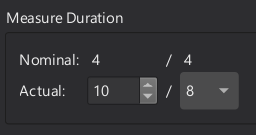 Measure Duration
Nominal: 4 / 4
Actual: 10 / 8